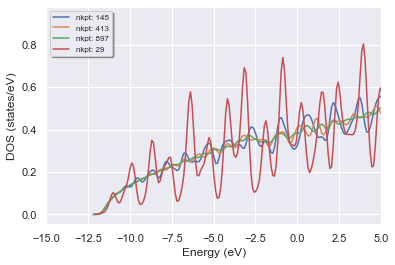 nkpt: 145
nkpt: 413
nkpt: 597
nkpt: 29
DOS (states/eV)
0.8
0.6
0.4
0.2
0.0
−15.0 −12.5 −10.0 −7.5 −5.0 −2.5 0.0 2.5 5.0
Energy (eV)